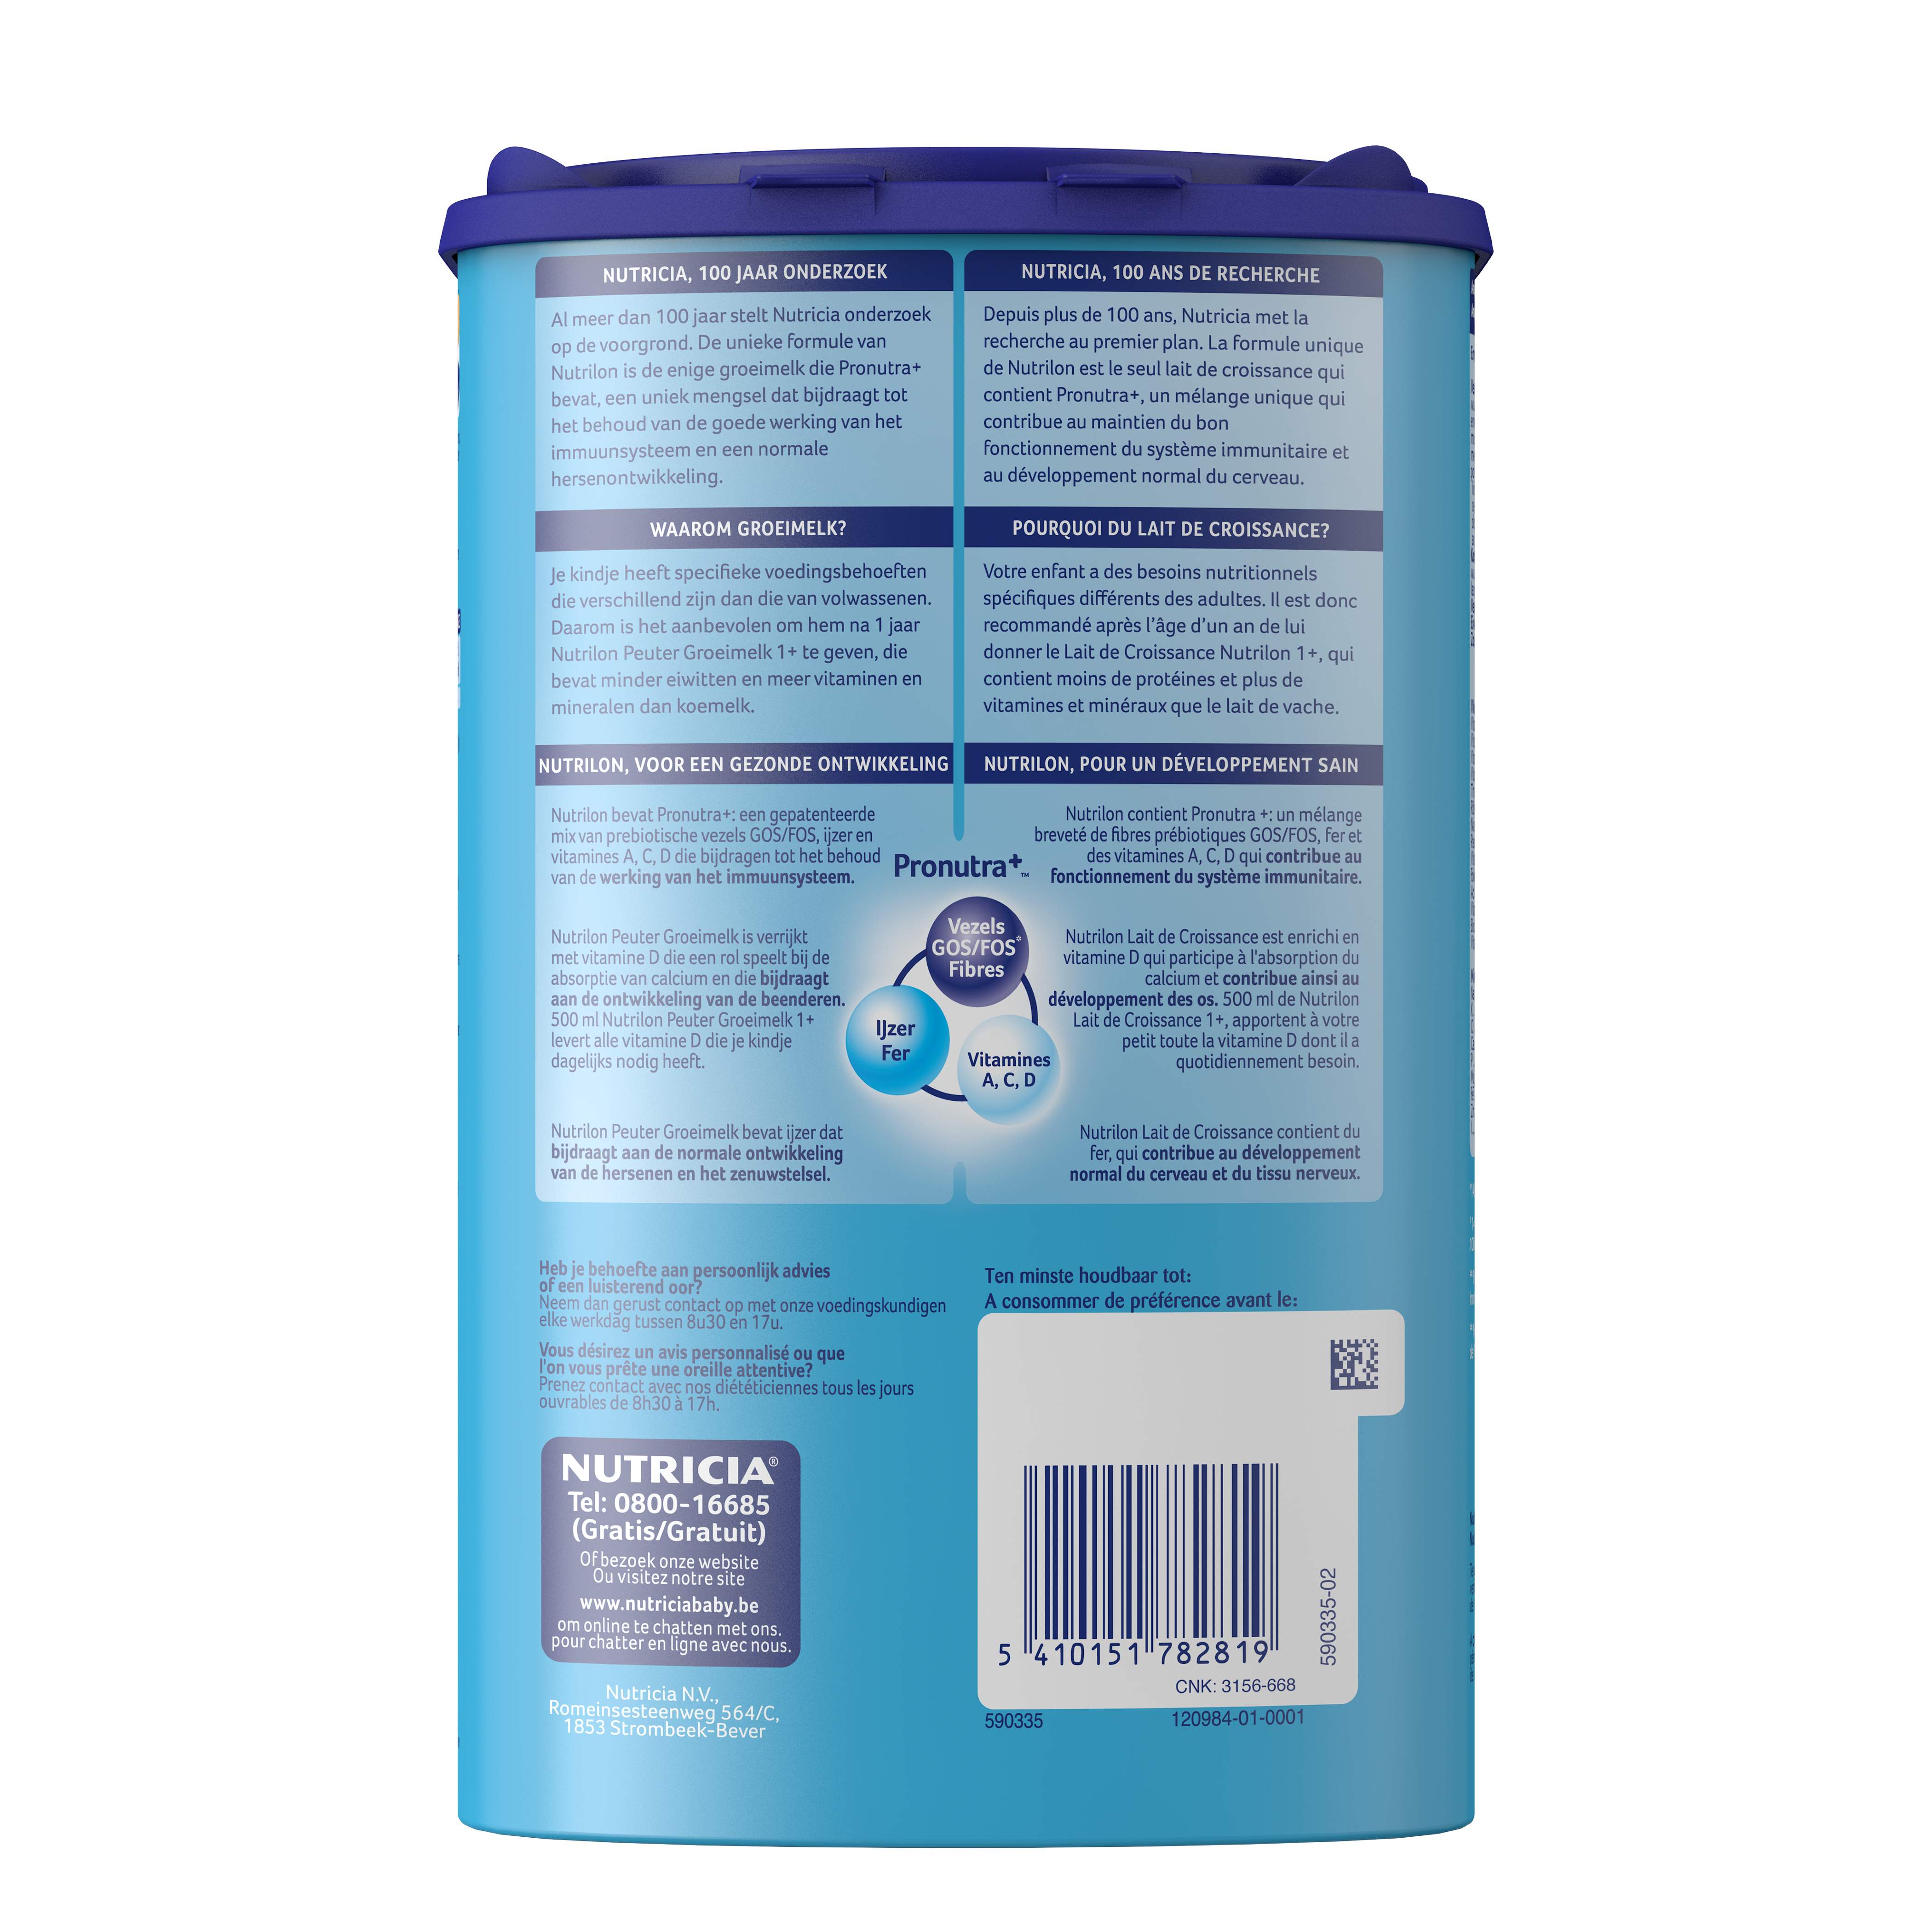 NUTRICIA, 100 JAAR ONDERZOEK
Al meer dan 100 jaar stelt Nutricia onderzoek
op de voorgrond. De unieke formule van
Nutrilon is de enige groeimelk die Pronutra+
bevat, een uniek mengsel dat bijdraagt tot
het behoud van de goede werking van het
immuunsysteem en een normale
hersenontwikkeling.
WAAROM GROEIMELK?
Je kindje heeft specifieke voedingsbehoeften
die verschillend zijn dan die van volwassenen.
Daarom is het aanbevolen om hem na 1 jaar
Nutrilon Peuter Groeimelk 1+ te geven, die
bevat minder eiwitten en meer vitaminen en
mineralen dan koemelk.
NUTRILON, VOOR EEN GEZONDE ONTWIKKELING
Nutrilon bevat Pronutra+: een gepatenteerde
mix van prebiotische vezels GOS/FOS, ijzer en
vitamines A, C, D die bijdragen tot het behoud
van de werking van het immuunsysteem.
Nutrilon Peuter Groeimelk is verrijkt
met vitamine D die een rol speelt bij de
absorptie van calcium en die bijdraagt
aan de ontwikkeling van de beenderen.
500 ml Nutrilon Peuter Groeimelk 1+
levert alle vitamine D die je kindje
dagelijks nodig heeft.
Nutrilon Peuter Groeimelk bevat ijzer dat
bijdraagt aan de normale ontwikkeling
van de hersenen en het zenuwstelsel.
NUTRICIA, 100 ANS DE RECHERCHE
Depuis plus de 100 ans, Nutricia met la
recherche au premier plan. La formule unique
de Nutrilon est le seul lait de croissance qui
contient Pronutra+, un mélange unique qui
contribue au maintien du bon
fonctionnement du système immunitaire et
au développement normal du cerveau.
POURQUOI DU LAIT DE CROISSANCE?
Votre enfant a des besoins nutritionnels
spécifiques différents des adultes. Il est donc
recommandé après l'âge d'un an de lui
donner le Lait de Croissance Nutrilon 1+, qui
contient moins de protéines et plus de
vitamines et minéraux que le lait de vache.
NUTRILON, POUR UN DÉVELOPPEMENT SAIN
Nutrilon contient Pronutra +: un mélange
breveté de fibres prébiotiques GOS/FOS, fer et
des vitamines A, C, D qui contribue au
fonctionnement du système immunitaire.
Nutrilon Lait de Croissance est enrichi en
vitamine D qui participe à l'absorption du
calcium et contribue ainsi au
développement des os. 500 ml de Nutrilon
Lait de Croissance 1+, apportent à votre
petit toute la vitamine D dont il a
quotidiennement besoin.
Nutrilon Lait de Croissance contient du
fer, qui contribue au développement
normal du cerveau et du tissu nerveux.
Pronutra+™
Vezels
GOS/FOS*
Fibres
IJzer
Fer
Vitamines
A, C, D
Heb je behoefte aan persoonlijk advies
of een luisterend oor?
Neem dan gerust contact op met onze voedingskundigen
elke werkdag tussen 8u30 en 17u.
Vous désirez un avis personnalisé ou que
l'on vous prête une oreille attentive?
Prenez contact avec nos diététiciennes tous les jours
ouvrables de 8h30 à 17h.
NUTRICIA®
Tel: 0800-16685
(Gratis/Gratuit)
Of bezoek onze website
Ou visitez notre site
www.nutriciababy.be
om online te chatten met ons.
pour chatter en ligne avec nous.
Nutricia N.V.,
Romeinsesteenweg 564/C,
1853 Strombeek-Bever
Ten minste houdbaar tot:
A consommer de préférence avant le:
5 410151 782819
CNK: 3156-668
590335-02
590335
120984-01-0001